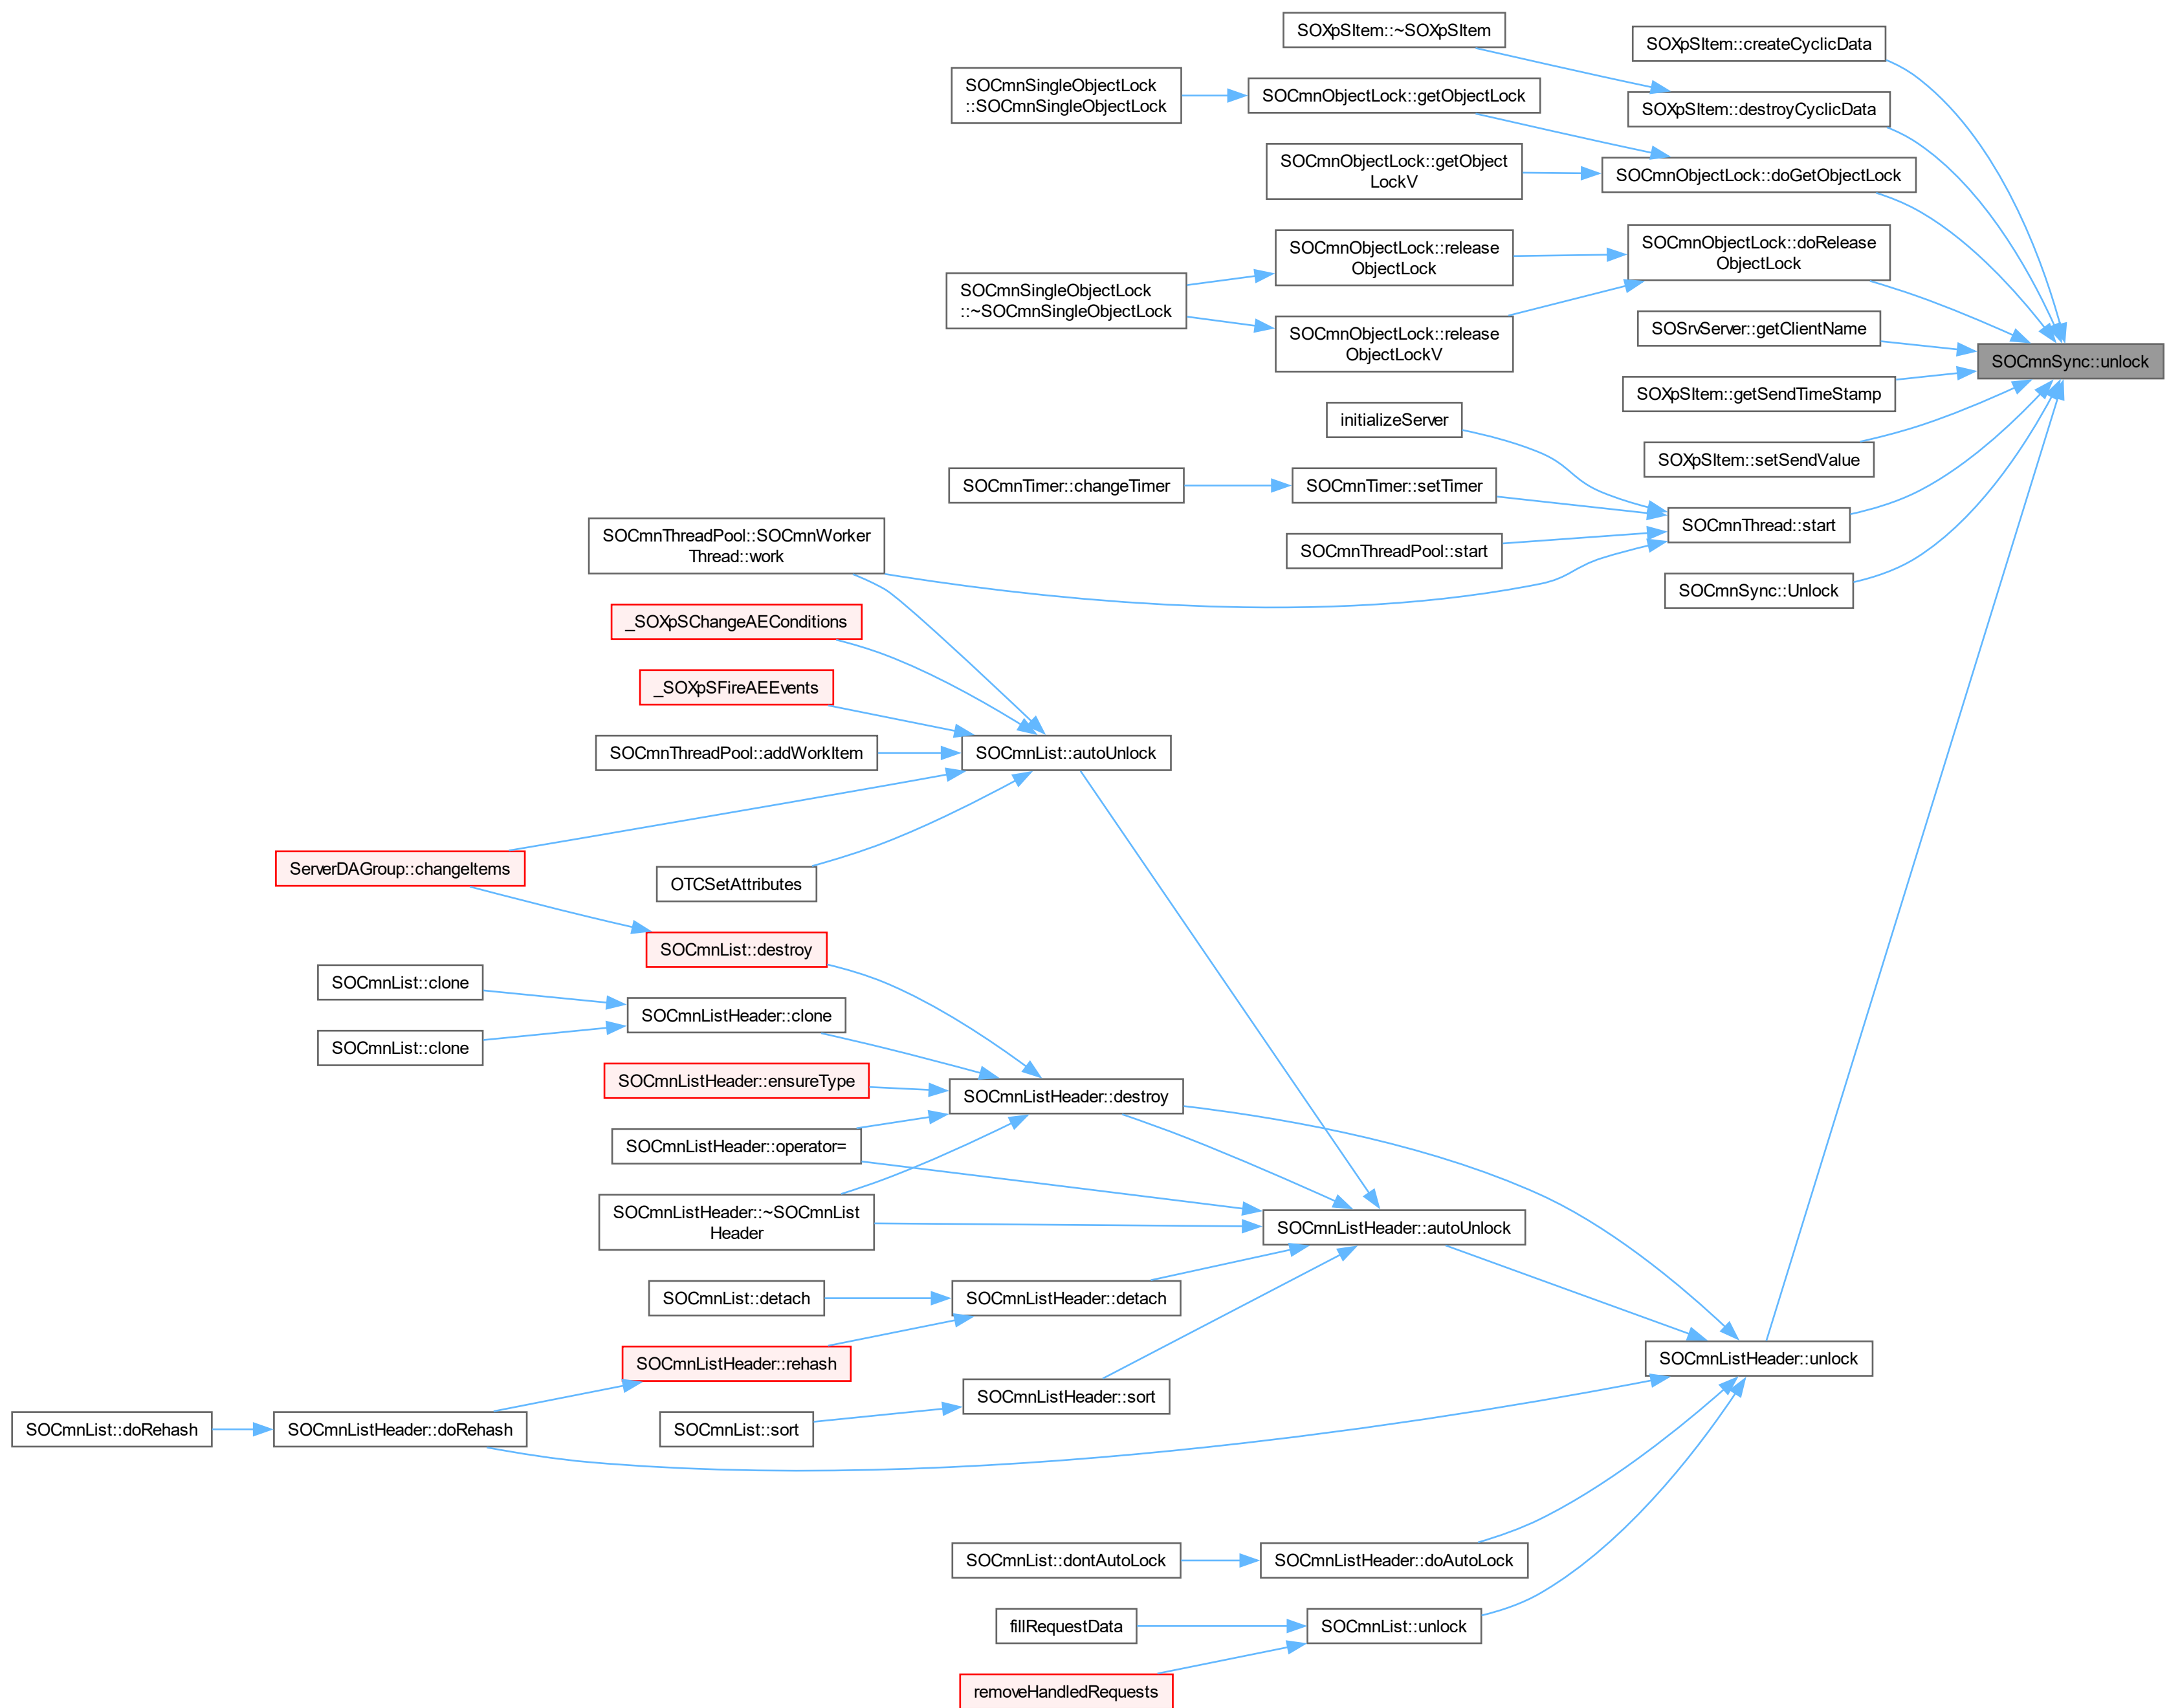 SOXpSItem::~SOXpSItem
SOXpSItem::createCyclicData
SOCmnSingleObjectLock
::SOCmnSingleObjectLock
SOCmnObjectLock::getObjectLock
SOXpSItem::destroyCyclicData
SOCmnObjectLock::getObject
LockV
SOCmnObjectLock::doGetObjectLock
SOCmnObjectLock::release
ObjectLock
SOCmnObjectLock::doRelease
ObjectLock
SOCmnSingleObjectLock
::~SOCmnSingleObjectLock
SOCmnObjectLock::release
ObjectLockV
SOSrvServer::getClientName
SOCmnSync::unlock
SOXpSItem::getSendTimeStamp
initializeServer
SOXpSItem::setSendValue
SOCmnTimer::changeTimer
SOCmnTimer::setTimer
SOCmnThread::start
SOCmnThreadPool::SOCmnWorker
Thread::work
SOCmnThreadPool::start
SOCmnSync::Unlock
_SOXpSChangeAEConditions
_SOXpSFireAEEvents
SOCmnThreadPool::addWorkItem
SOCmnList::autoUnlock
ServerDAGroup::changeItems
OTCSetAttributes
SOCmnList::destroy
SOCmnList::clone
SOCmnListHeader::clone
SOCmnList::clone
SOCmnListHeader::ensureType
SOCmnListHeader::destroy
SOCmnListHeader::operator=
SOCmnListHeader::~SOCmnList
Header
SOCmnListHeader::autoUnlock
SOCmnList::detach
SOCmnListHeader::detach
SOCmnListHeader::rehash
SOCmnListHeader::unlock
SOCmnListHeader::sort
SOCmnList::doRehash
SOCmnListHeader::doRehash
SOCmnList::sort
SOCmnList::dontAutoLock
SOCmnListHeader::doAutoLock
fillRequestData
SOCmnList::unlock
removeHandledRequests